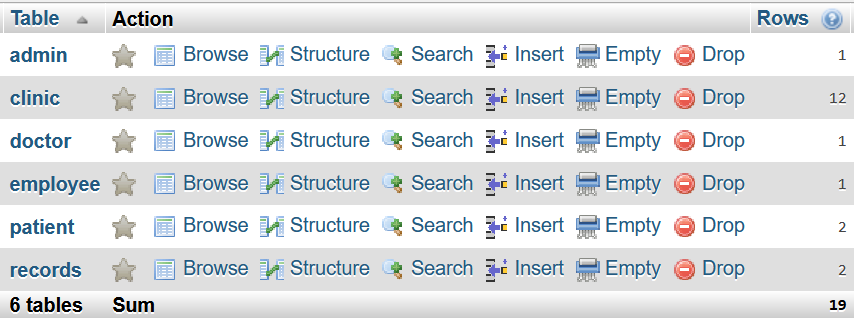 Table Action Rows
admin Browse Structure Search Insert Empty Drop 1
clinic Browse Structure Search Insert Empty Drop 12
doctor Browse Structure Search Insert Empty Drop 1
employee Browse Structure Search Insert Empty Drop 1
patient Browse Structure Search Insert Empty Drop 2
records Browse Structure Search Insert Empty Drop 2
6 tables Sum 19